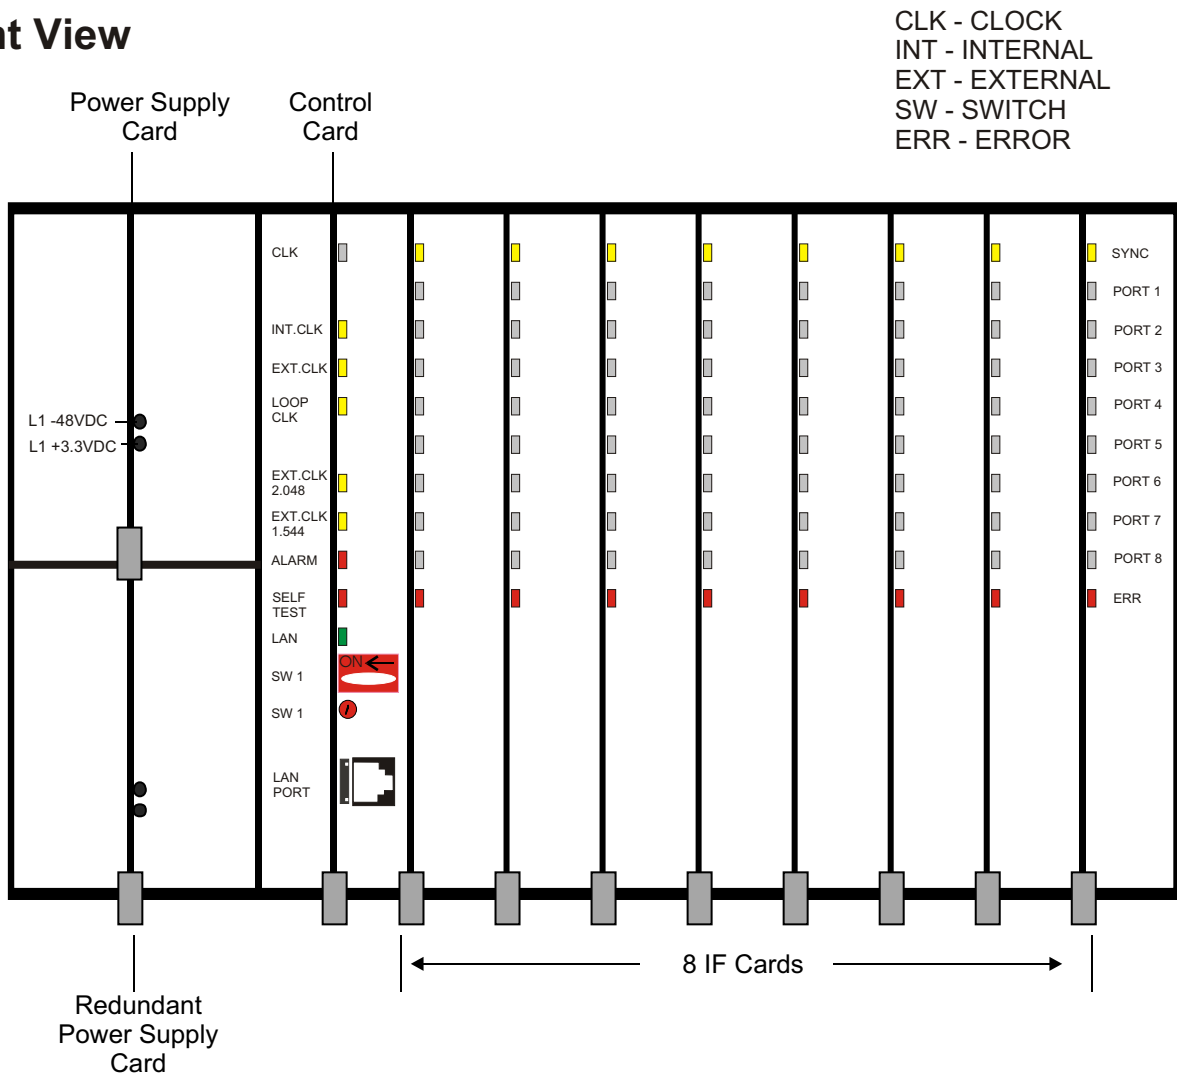 View
CLK - CLOCK
INT - INTERNAL
EXT - EXTERNAL
SW - SWITCH
ERR - ERROR
Power Supply
Card
Control
Card
CLK
INT.CLK
EXT.CLK
LOOP
CLK
EXT.CLK
2.048
EXT.CLK
1.544
ALARM
SELF
TEST
LAN
SW 1
ON
SW 1
LAN
PORT
L1 -48VDC
L1 +3.3VDC
SYNC
PORT 1
PORT 2
PORT 3
PORT 4
PORT 5
PORT 6
PORT 7
PORT 8
ERR
8 IF Cards
Redundant
Power Supply
Card